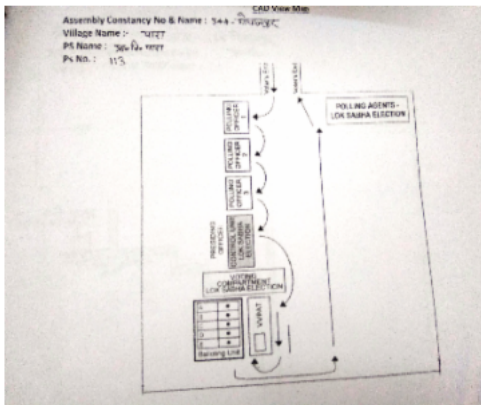 CAD View Map
Assembly Constancy No & Name :
Village Name :-
PS Name :
Ps No. : 113
Voter's Exit
POLLING AGENTS -
LOK SABHA ELECTION
POLLING
OFFICER
1
POLLING
OFFICER
2
POLLING
OFFICER
3
PRESIDING
OFFICER
CONTROL UNIT
LOK SABHA
ELECTION
VOTING
COMPARTMENT
LOK SABHA ELECTION
VVPAT
Balloting Unit